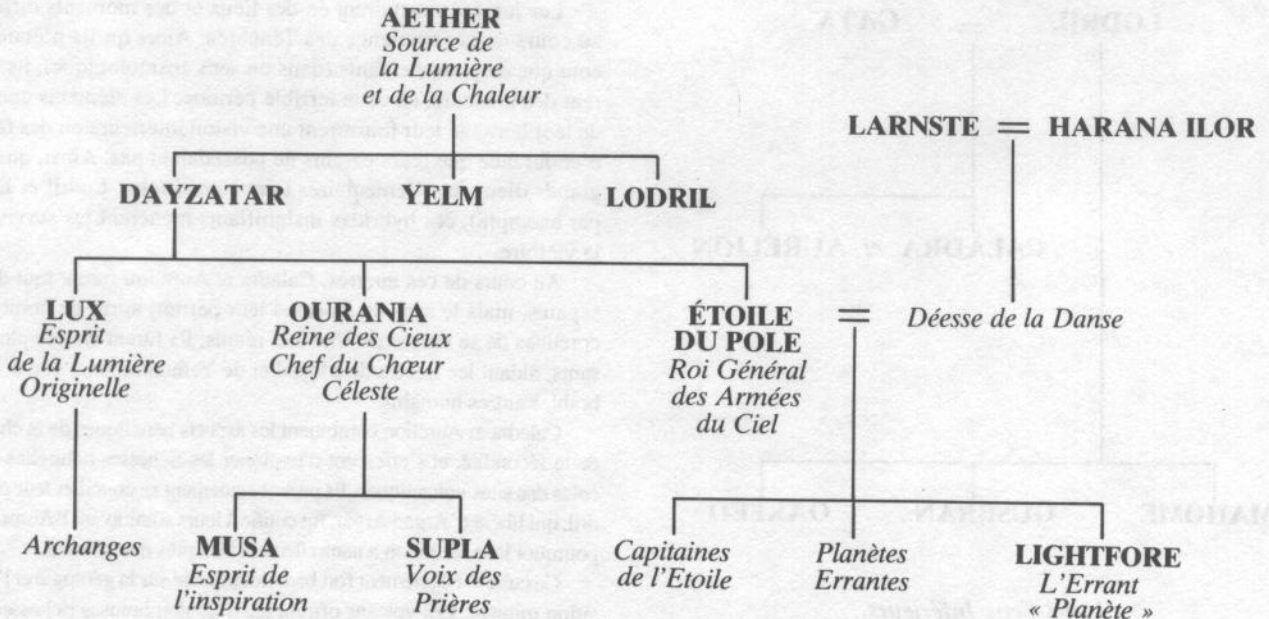 AETHER
Source de
la Lumière
et de la Chaleur
LARNSTE = HARANA ILOR
DAYZATAR YELM LODRIL
LUX
Esprit
de la Lumière
Originelle
OURANIA
Reine des Cieux
Chef du Chœur
Céleste
ÉTOILE
DU POLE
Roi Général
des Armées
du Ciel
=
Déesse de la Danse
Archanges
MUSA
Esprit de
l'inspiration
SUPLA
Voix des
Prières
Capitaines
de l'Etoile
Planètes
Errantes
LIGHTFORE
L'Errant
« Planète »